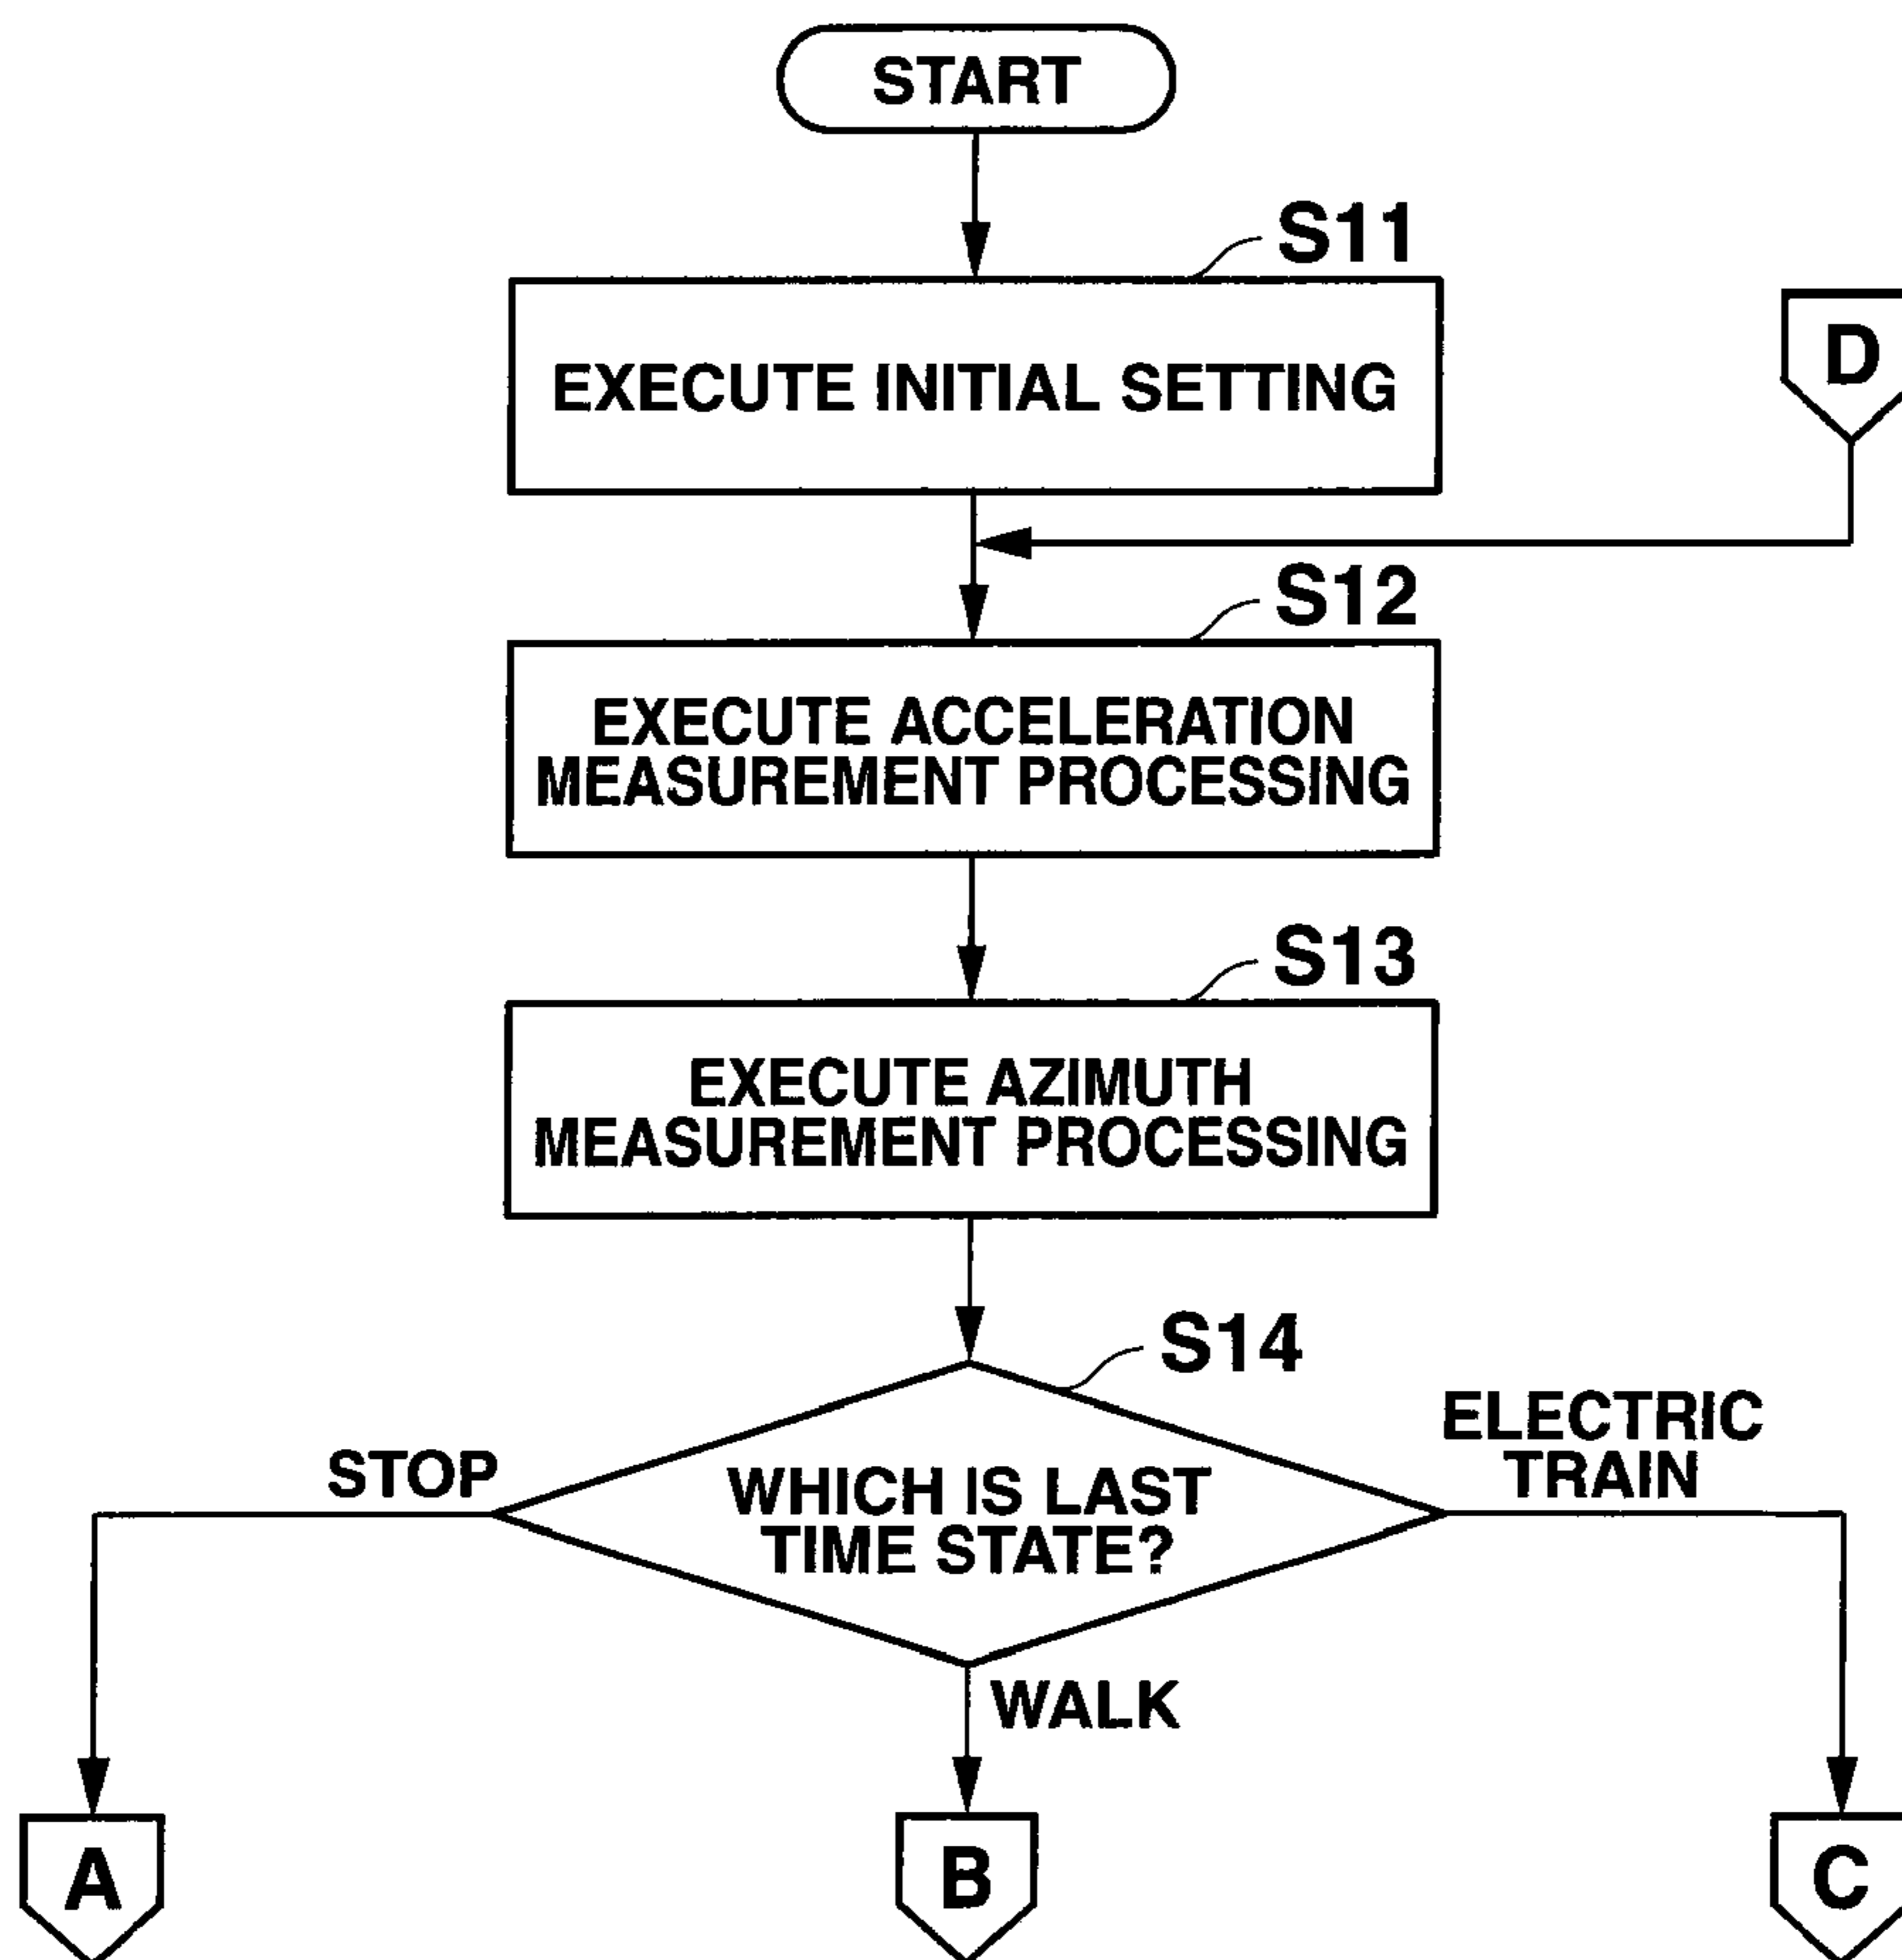 START
S11
EXECUTE INITIAL SETTING
D
S12
EXECUTE ACCELERATION
MEASUREMENT PROCESSING
S13
EXECUTE AZIMUTH
MEASUREMENT PROCESSING
S14
STOP
WHICH IS LAST
TIME STATE?
ELECTRIC
TRAIN
WALK
A
B
C